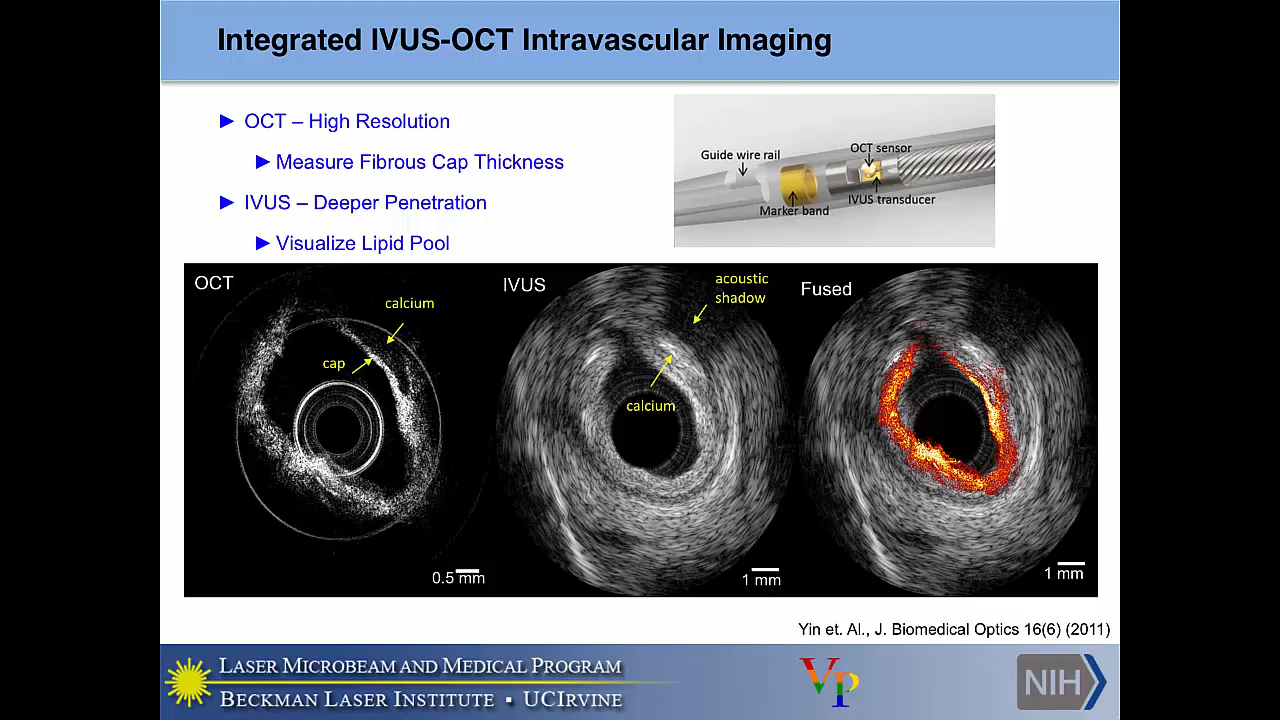 Integrated IVUS-OCT Intravascular Imaging
► OCT – High Resolution
► Measure Fibrous Cap Thickness
► IVUS – Deeper Penetration
► Visualize Lipid Pool
Guide wire rail
OCT sensor
Marker band
IVUS transducer
OCT
calcium
cap
0.5 mm
IVUS
acoustic
shadow
calcium
1 mm
Fused
1 mm
Yin et. Al., J. Biomedical Optics 16(6) (2011)
LASER MICROBEAM AND MEDICAL PROGRAM
BECKMAN LASER INSTITUTE ▪ UCIRVINE
VP
NIH